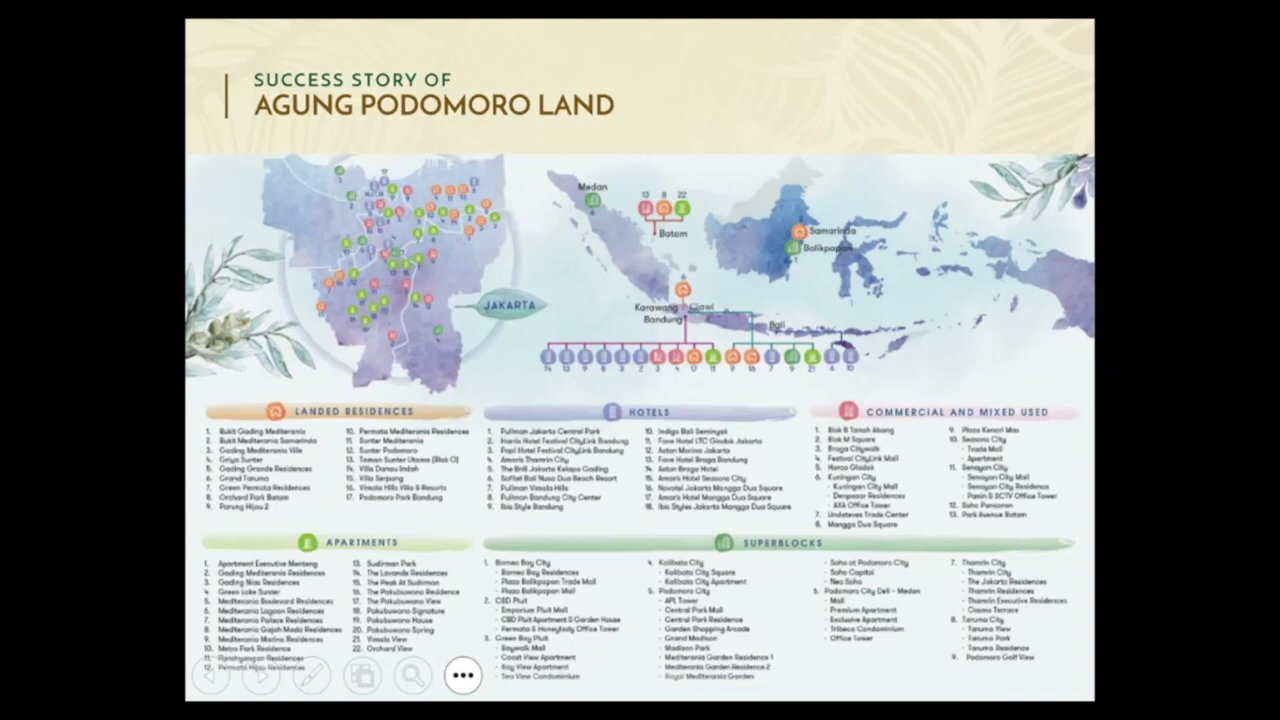 SUCCESS STORY OF
AGUNG PODOMORO LAND
Medan
13 8 22
Batam
Samarinda
Balikpapan
JAKARTA
Karawang
Ciawi
Bandung
Bali
LANDED RESIDENCES
1. Bukit Gading Mediterania
2. Bukit Mediterania Samarinda
3. Gading Mediterania Ville
4. Griya Sunter
5. Gading Grande Residences
6. Grand Taruma
7. Green Permata Residences
8. Orchard Park Batam
9. Parung Hijau 2
10. Permata Mediterania Residences
11. Sunter Mediterania
12. Sunter Podomoro
13. Taman Sunter Utama (Blok O)
14. Villa Danau Indah
15. Villa Serpong
16. Vimala Hills Villa & Resorts
17. Podomoro Park Bandung
HOTELS
1. Pullman Jakarta Central Park
2. Harris Hotel Festival CityLink Bandung
3. Pop! Hotel Festival CityLink Bandung
4. Amaris Thamrin City
5. The BnB Jakarta Kelapa Gading
6. Sofitel Bali Nusa Dua Beach Resort
7. Pullman Vimala Hills
8. Pullman Bandung City Center
9. Ibis Style Bandung
10. Indigo Bali Seminyak
11. Fave Hotel LTC Glodok Jakarta
12. Aston Marina Jakarta
13. Fave Hotel Braga Bandung
14. Aston Braga Hotel
15. Amaris Hotel Seasons City
16. Novotel Jakarta Mangga Dua Square
17. Amaris Hotel Mangga Dua Square
18. Ibis Styles Jakarta Mangga Dua Square
COMMERCIAL AND MIXED USED
1. Blok B Tanah Abang
2. Blok M Square
3. Braga Citywalk
4. Festival CityLink Mall
5. Harco Glodok
6. Kuningan City
- Kuningan City Mall
- Denpasar Residences
- AXA Office Tower
7. Lindeteves Trade Center
8. Mangga Dua Square
9. Plaza Kenari Mas
10. Seasons City
- Trade Mall
- Apartment
11. Senayan City
- Senayan City Mall
- Senayan City Residence
- Panin & SCTV Office Tower
12. Soho Pancoran
13. Park Avenue Batam
APARTMENTS
1. Apartment Executive Menteng
2. Gading Mediterania Residences
3. Gading Nias Residences
4. Green Lake Sunter
5. Mediterania Boulevard Residences
6. Mediterania Lagoon Residences
7. Mediterania Palace Residences
8. Mediterania Gajah Mada Residences
9. Mediterania Marina Residences
10. Metro Park Residence
11. Parahyangan Residences
12. Permata Hijau Residences
13. Sudirman Park
14. The Lavande Residences
15. The Peak At Sudirman
16. The Pakubuwono Residence
17. The Pakubuwono View
18. Pakubuwono Signature
19. Pakubuwono House
20. Pakubuwono Spring
21. Vimala View
22. Orchard View
SUPERBLOCKS
1. Borneo Bay City
- Borneo Bay Residences
- Plaza Balikpapan Trade Mall
- Plaza Balikpapan Mall
2. CBD Pluit
- Emporium Pluit Mall
- CBD Pluit Apartment & Garden House
- Permata & Honeylady Office Tower
3. Green Bay Pluit
- Baywalk Mall
- Coast View Apartment
- Bay View Apartment
- Sea View Condominium
4. Kalibata City
- Kalibata City Square
- Kalibata City Apartment
5. Podomoro City
- APL Tower
- Central Park Mall
- Central Park Residence
- Garden Shopping Arcade
- Grand Madison
- Madison Park
- Mediterania Garden Residence 1
- Mediterania Garden Residence 2
- Royal Mediterania Garden
- Soho at Podomoro City
- Soho Capital
- Neo Soho
6. Podomoro City Deli - Medan
- Mall
- Premium Apartment
- Exclusive Apartment
- Tribeca Condominium
- Office Tower
7. Thamrin City
- Thamrin City
- The Jakarta Residences
- Thamrin Residences
- Thamrin Executive Residences
- Cosmo Terrace
8. Taruma City
- Taruma View
- Taruma Park
- Taruma Residence
9. Podomoro Golf View